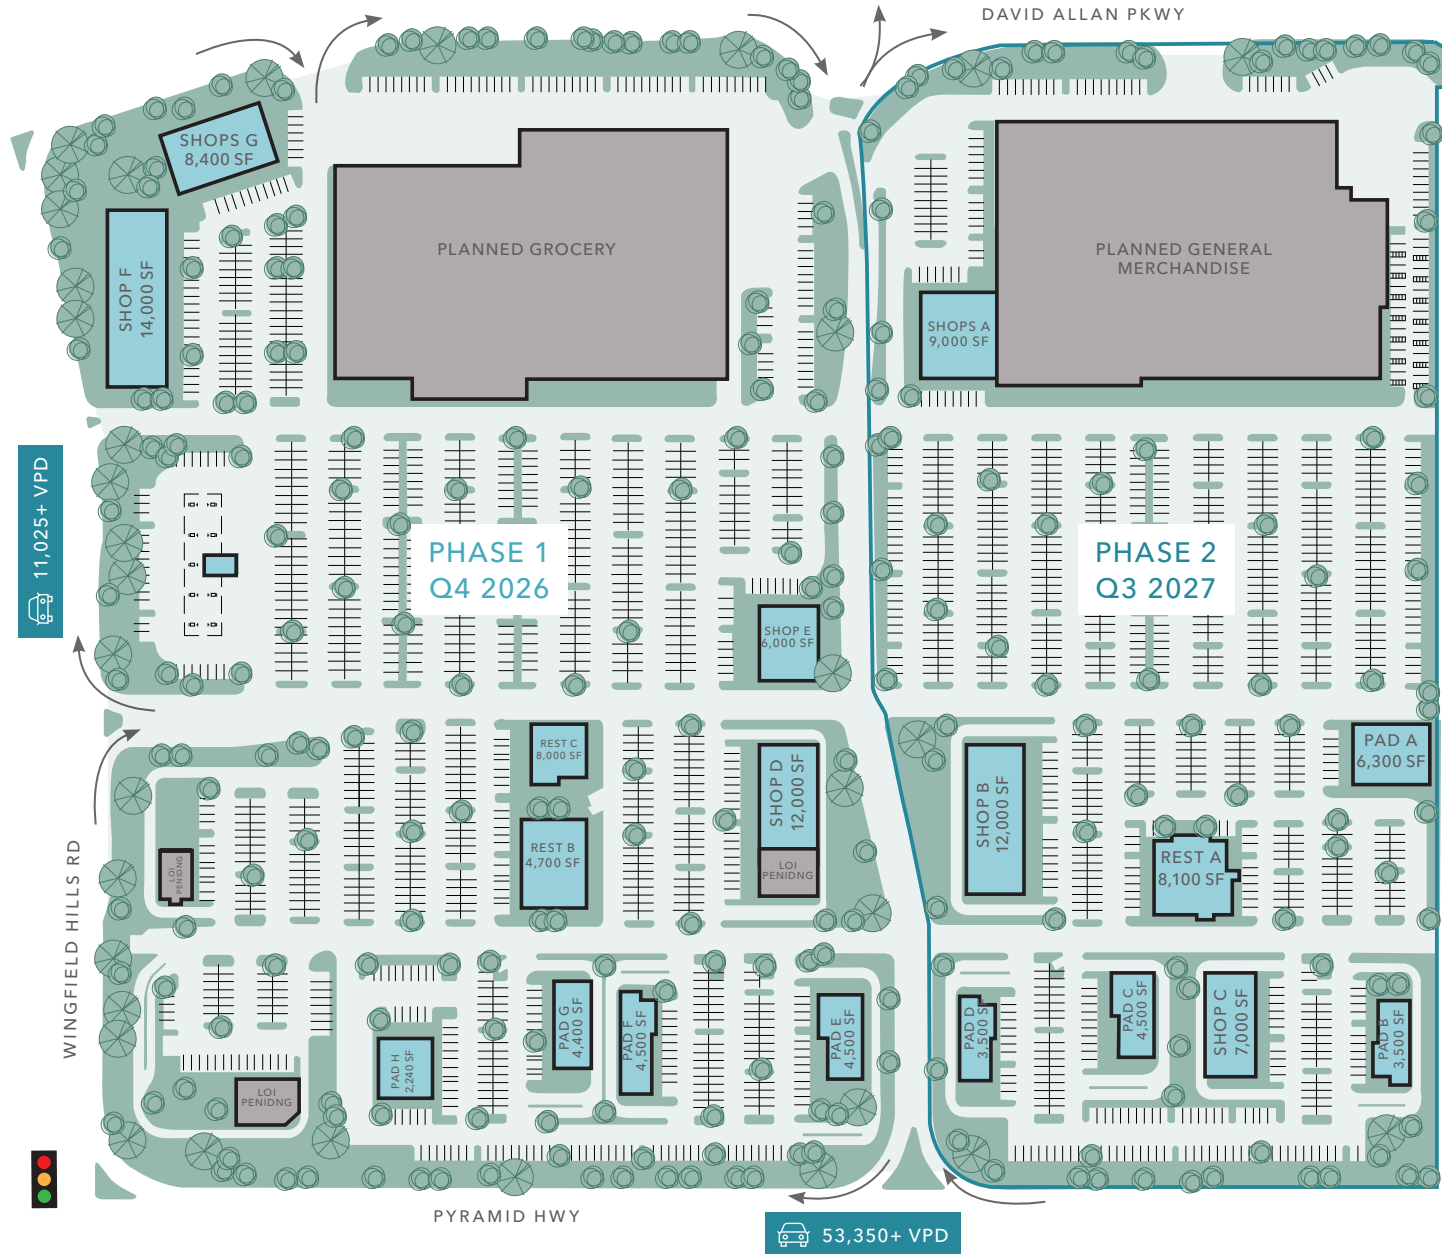 DAVID ALLAN PKWY
SHOPS G
8,400 SF
SHOP F
14,000 SF
PLANNED GROCERY
PLANNED GENERAL
MERCHANDISE
SHOPS A
9,000 SF
11,025+ VPD
PHASE 1
Q4 2026
PHASE 2
Q3 2027
SHOP E
6,000 SF
REST C
8,000 SF
SHOP D
12,000 SF
LOI
PENIDNG
REST B
4,700 SF
LOI
PENIDNG
SHOP B
12,000 SF
PAD A
6,300 SF
REST A
8,100 SF
WINGFIELD HILLS RD
PAD H
2,240 SF
PAD G
4,400 SF
PAD F
4,500 SF
PAD E
4,500 SF
PAD D
3,500 SF
PAD C
4,500 SF
SHOP C
7,000 SF
PAD B
3,500 SF
LOI
PENIDNG
PYRAMID HWY
53,350+ VPD